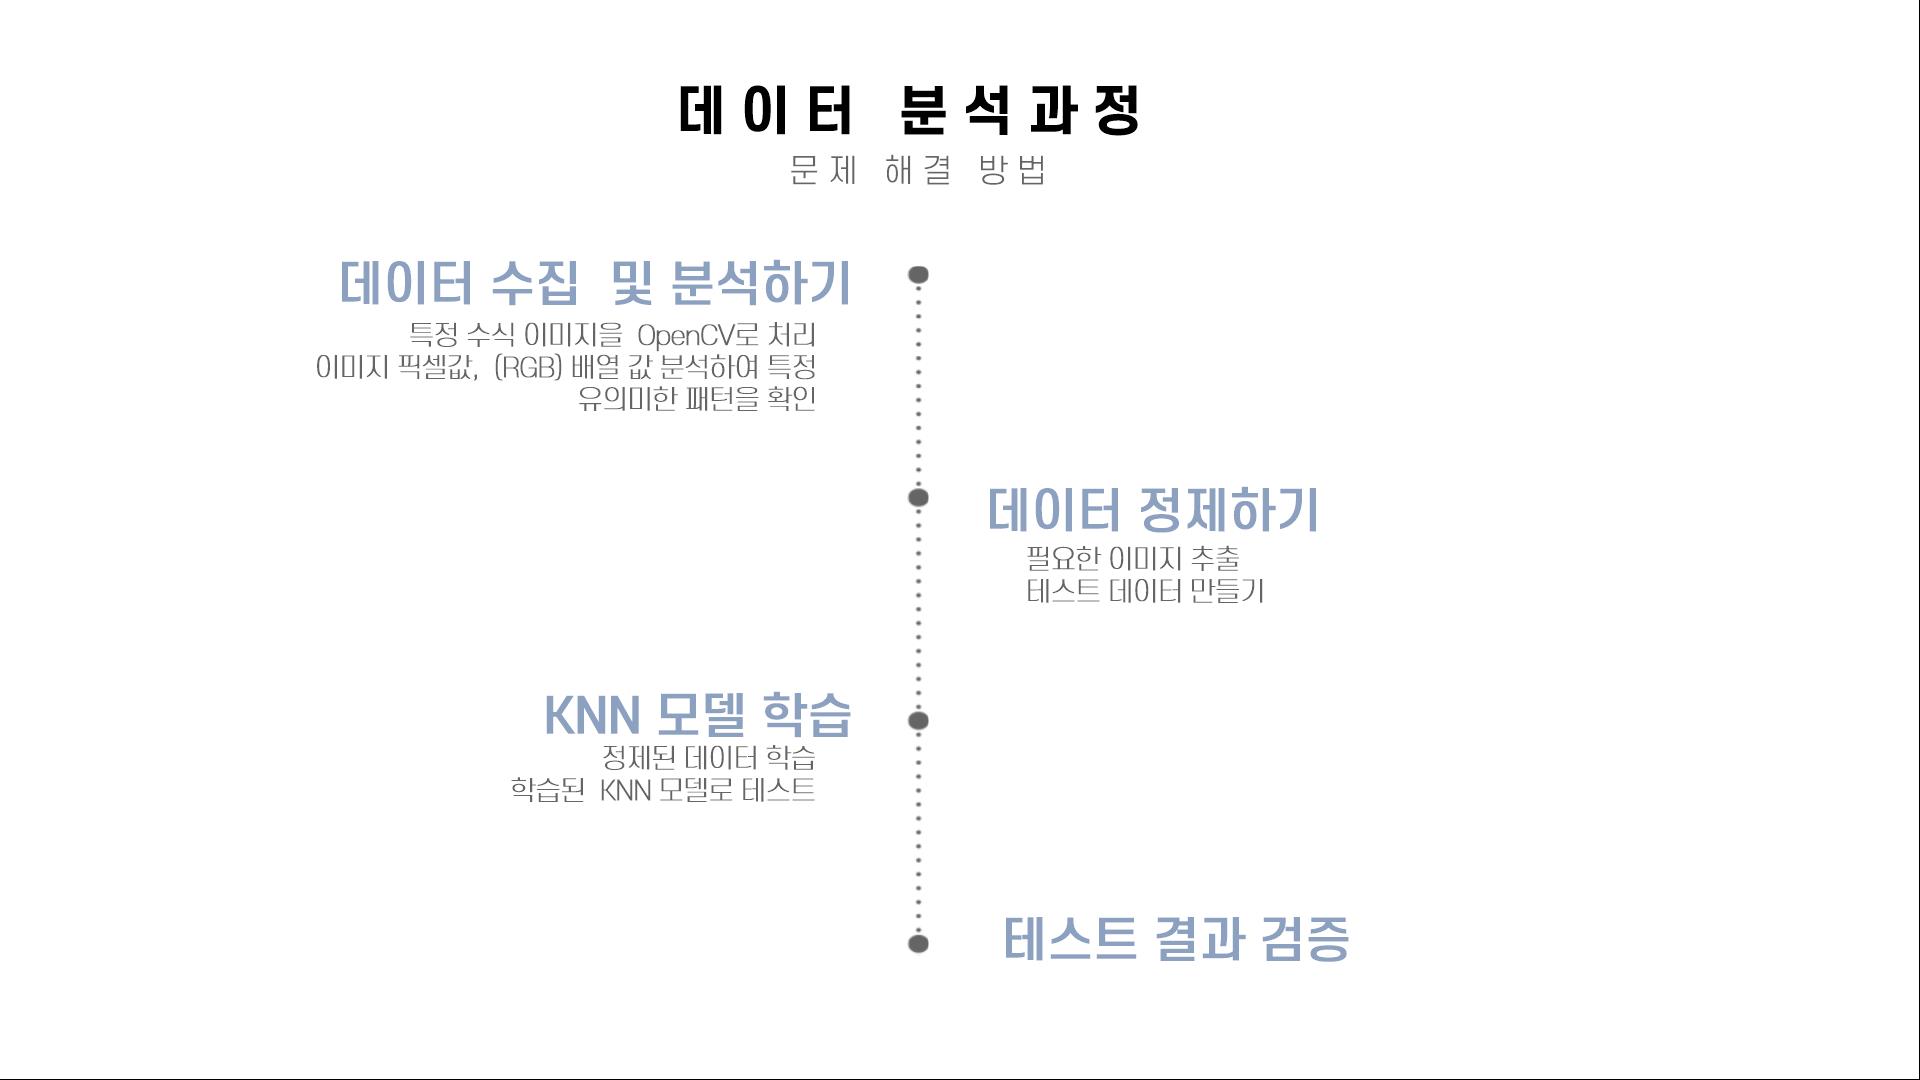 데이터 분석과정
문제 해결 방법
데이터 수집 및 분석하기
특정 수식 이미지을 OpenCV로 처리
이미지 픽셀값, (RGB) 배열 값 분석하여 특정
유의미한 패턴을 확인
데이터 정제하기
필요한 이미지 추출
테스트 데이터 만들기
KNN 모델 학습
정제된 데이터 학습
학습된 KNN 모델로 테스트
테스트 결과 검증